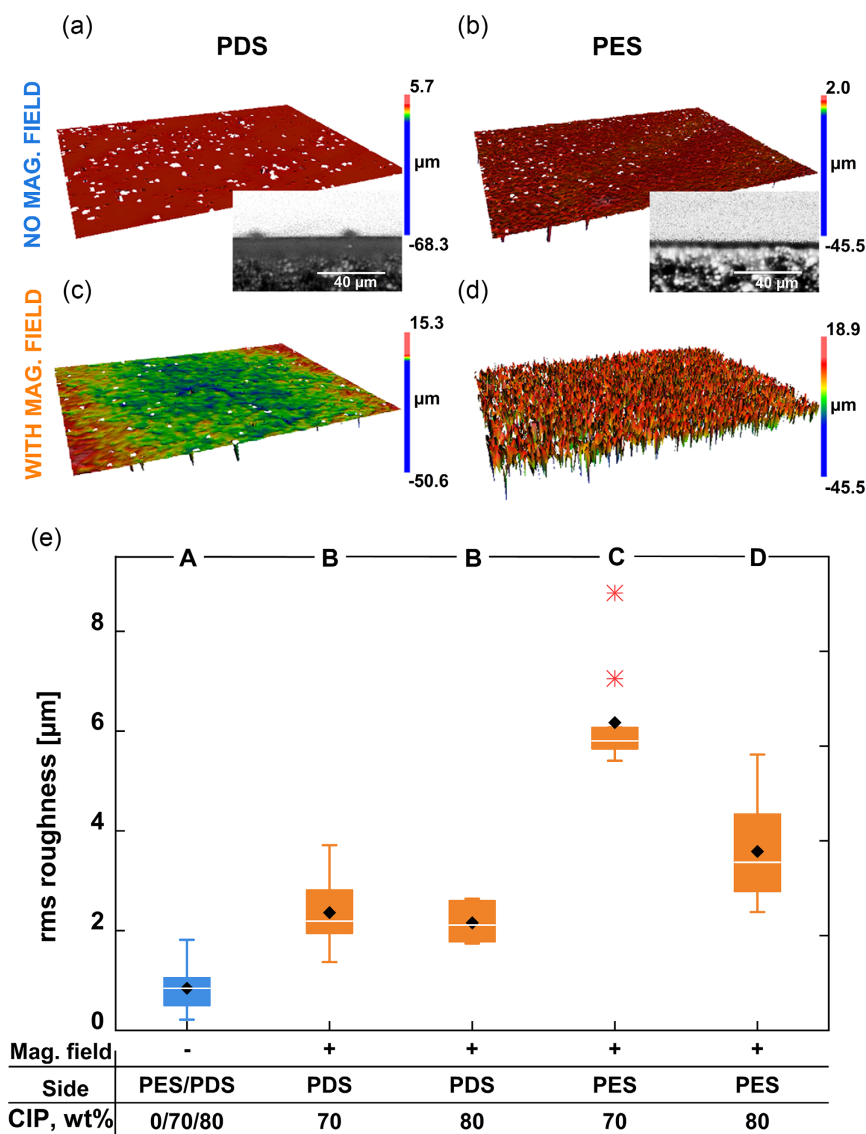 (a)
PDS
(b)
PES
NO MAG. FIELD
5.7
µm
-68.3
40 µm
2.0
µm
-45.5
40 µm
WITH MAG. FIELD
(c)
15.3
µm
-50.6
(d)
18.9
µm
-45.5
(e)
A B B C D
rms roughness [µm]
8
6
4
2
0
Mag. field - + + + +
Side PES/PDS PDS PDS PES PES
CIP, wt% 0/70/80 70 80 70 80